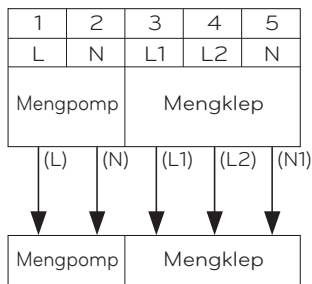 1 2 3 4 5
L N L1 L2 N
Mengpomp Mengklep
(L) (N) (L1) (L2) (N1)
Mengpomp Mengklep